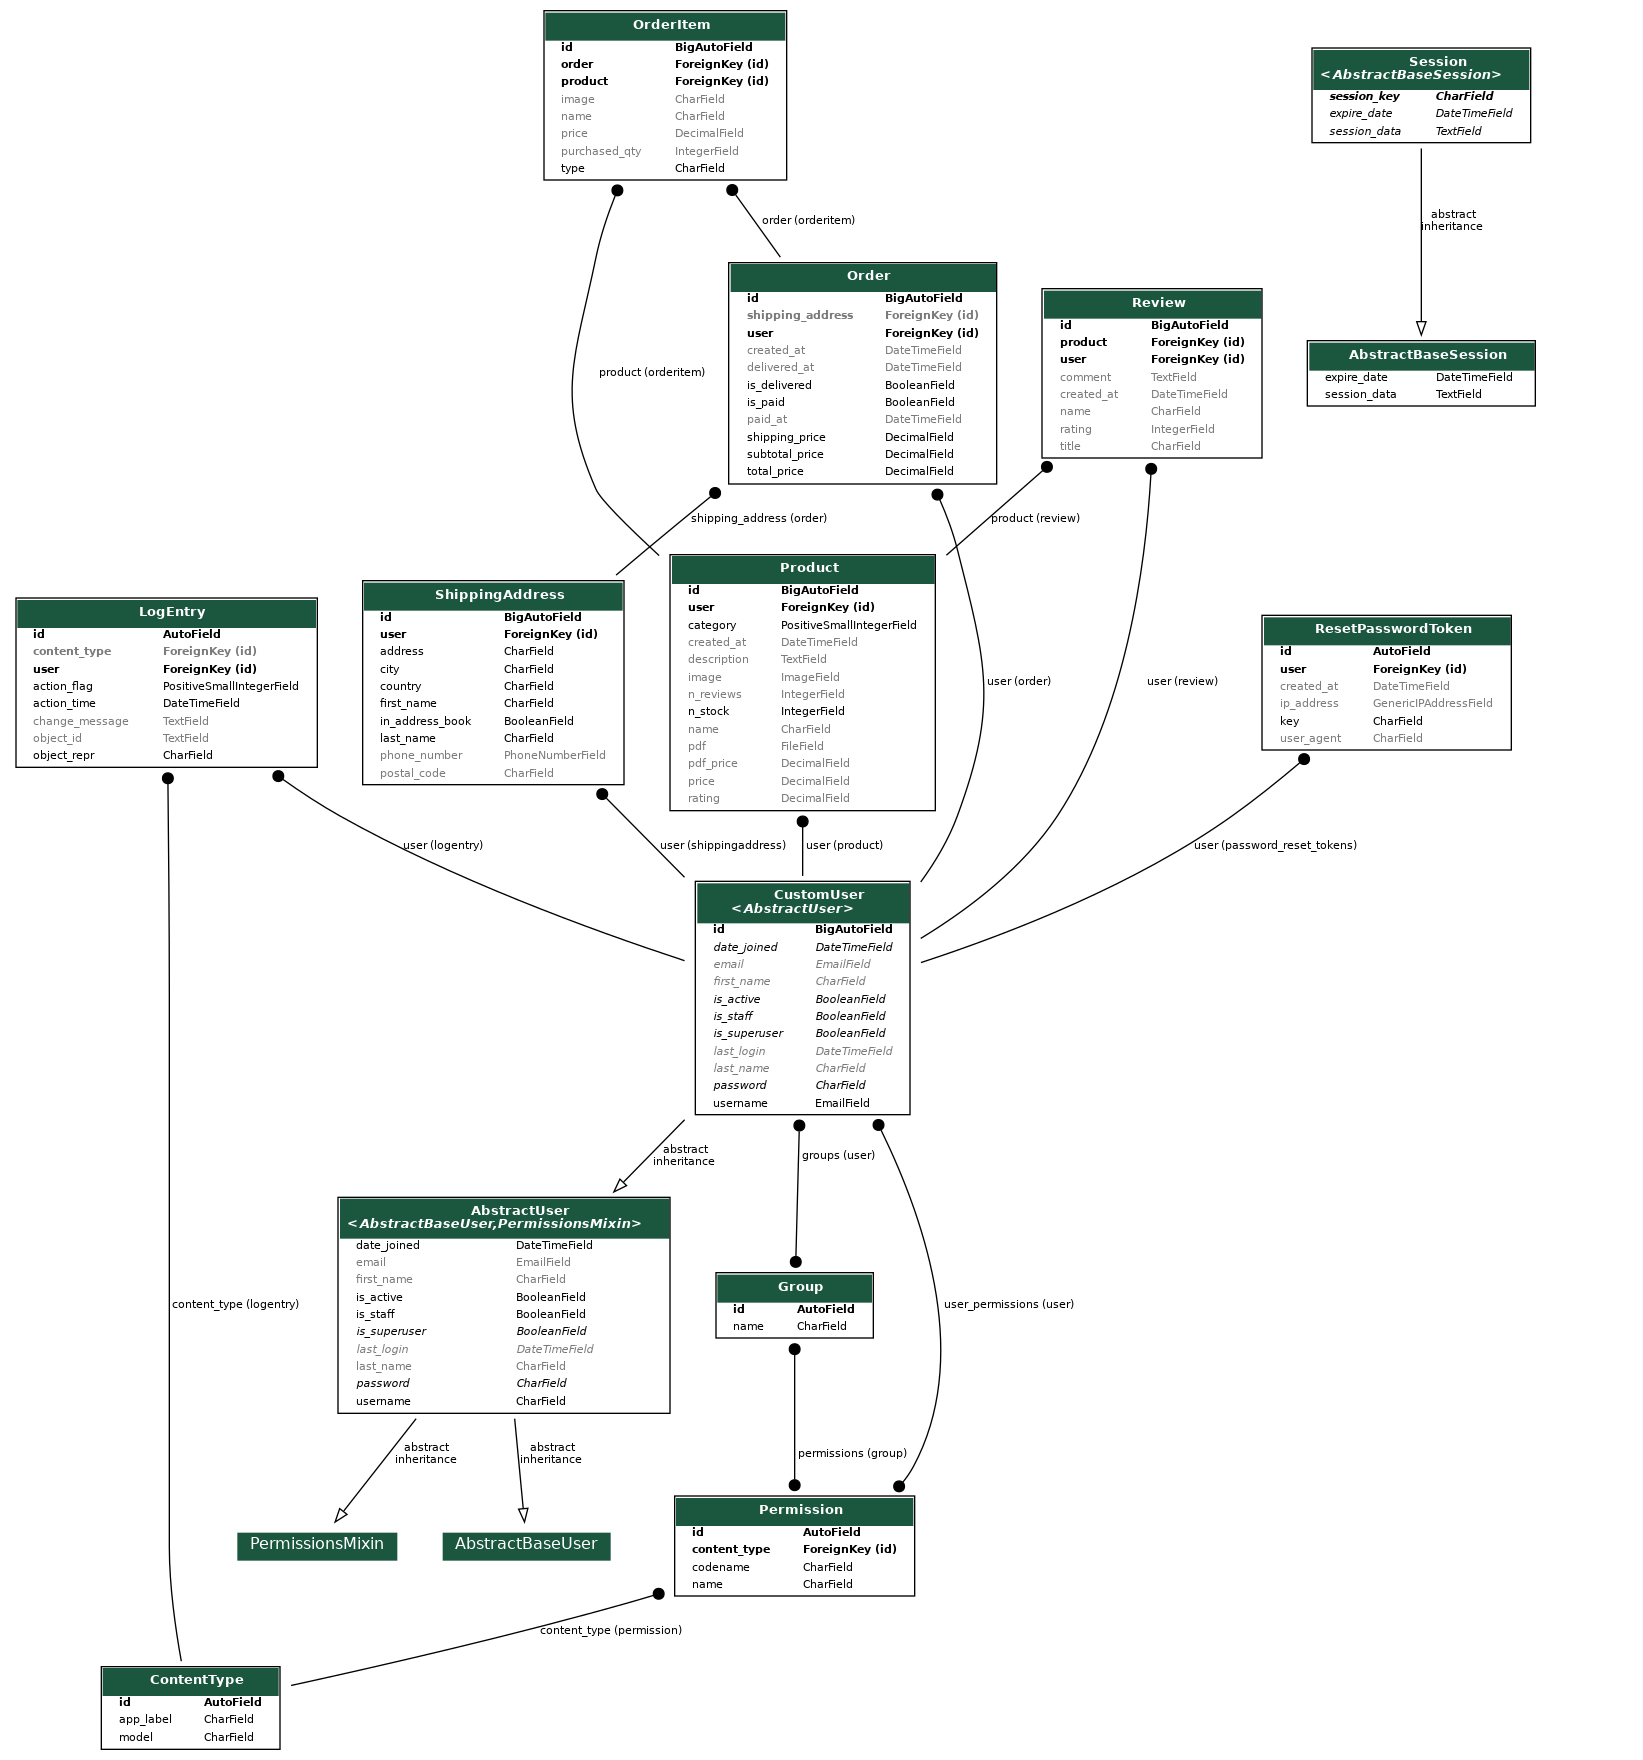 OrderItem
id BigAutoField
order ForeignKey (id)
product ForeignKey (id)
image CharField
name CharField
price DecimalField
purchased_qty IntegerField
type CharField
Session
<AbstractBaseSession>
session_key CharField
expire_date DateTimeField
session_data TextField
order (orderitem)
abstract
inheritance
product (orderitem)
Order
id BigAutoField
shipping_address ForeignKey (id)
user ForeignKey (id)
created_at DateTimeField
delivered_at DateTimeField
is_delivered BooleanField
is_paid BooleanField
paid_at DateTimeField
shipping_price DecimalField
subtotal_price DecimalField
total_price DecimalField
Review
id BigAutoField
product ForeignKey (id)
user ForeignKey (id)
comment TextField
created_at DateTimeField
name CharField
rating IntegerField
title CharField
AbstractBaseSession
expire_date DateTimeField
session_data TextField
shipping_address (order)
product (review)
LogEntry
id AutoField
content_type ForeignKey (id)
user ForeignKey (id)
action_flag PositiveSmallIntegerField
action_time DateTimeField
change_message TextField
object_id TextField
object_repr CharField
ShippingAddress
id BigAutoField
user ForeignKey (id)
address CharField
city CharField
country CharField
first_name CharField
in_address_book BooleanField
last_name CharField
phone_number PhoneNumberField
postal_code CharField
Product
id BigAutoField
user ForeignKey (id)
category PositiveSmallIntegerField
created_at DateTimeField
description TextField
image ImageField
n_reviews IntegerField
n_stock IntegerField
name CharField
pdf FileField
pdf_price DecimalField
price DecimalField
rating DecimalField
user (order)
user (review)
ResetPasswordToken
id AutoField
user ForeignKey (id)
created_at DateTimeField
ip_address GenericIPAddressField
key CharField
user_agent CharField
user (logentry)
user (shippingaddress)
user (product)
user (password_reset_tokens)
CustomUser
<AbstractUser>
id BigAutoField
date_joined DateTimeField
email EmailField
first_name CharField
is_active BooleanField
is_staff BooleanField
is_superuser BooleanField
last_login DateTimeField
last_name CharField
password CharField
username EmailField
abstract
inheritance
groups (user)
AbstractUser
<AbstractBaseUser,PermissionsMixin>
date_joined DateTimeField
email EmailField
first_name CharField
is_active BooleanField
is_staff BooleanField
is_superuser BooleanField
last_login DateTimeField
last_name CharField
password CharField
username CharField
Group
id AutoField
name CharField
content_type (logentry)
user_permissions (user)
abstract
inheritance
abstract
inheritance
permissions (group)
PermissionsMixin
AbstractBaseUser
Permission
id AutoField
content_type ForeignKey (id)
codename CharField
name CharField
content_type (permission)
ContentType
id AutoField
app_label CharField
model CharField